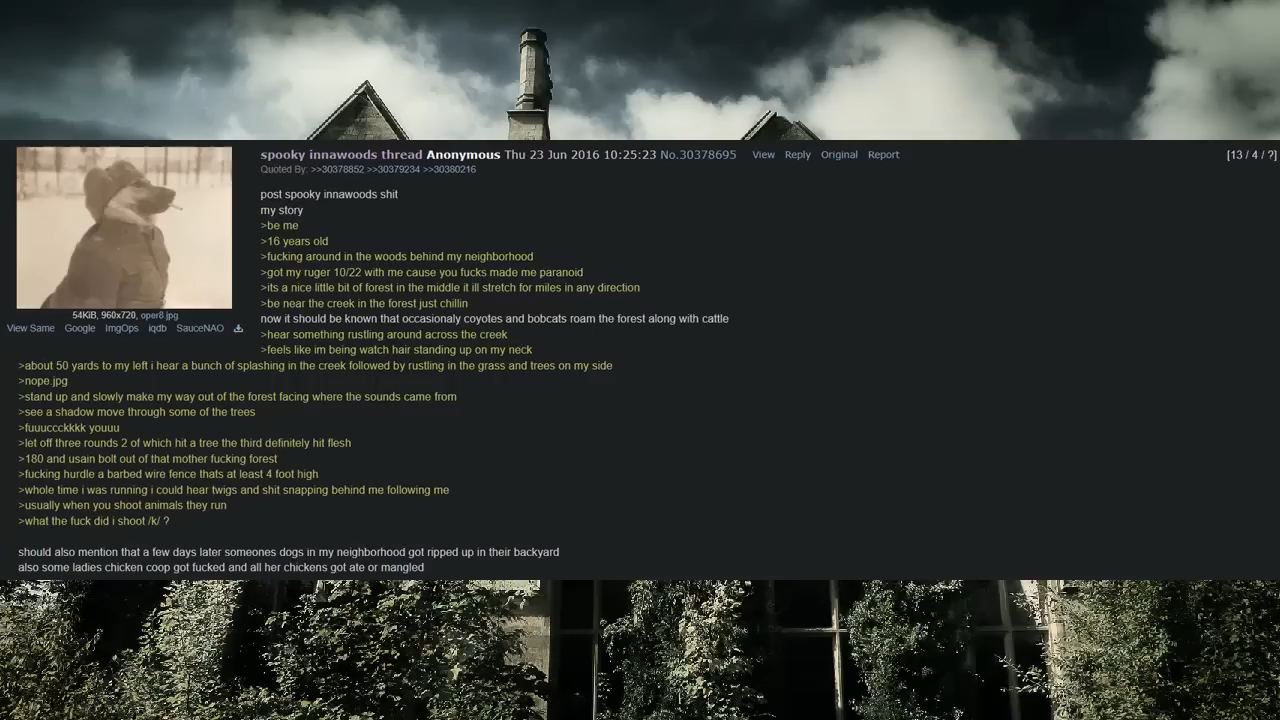 spooky innawoods thread Anonymous Thu 23 Jun 2016 10:25:23 No.30378695 View Reply Original Report [13 / 4 / ?]
Quoted By: >>30378852 >>30379234 >>30380216
post spooky innawoods shit
my story
>be me
>16 years old
>fucking around in the woods behind my neighborhood
>got my ruger 10/22 with me cause you fucks made me paranoid
>its a nice little bit of forest in the middle it ill stretch for miles in any direction
>be near the creek in the forest just chillin
54KiB, 960x720, oper8.jpg
now it should be known that occasionaly coyotes and bobcats roam the forest along with cattle
View Same Google ImgOps iqdb SauceNAO
>hear something rustling around across the creek
>feels like im being watch hair standing up on my neck
>about 50 yards to my left i hear a bunch of splashing in the creek followed by rustling in the grass and trees on my side
>nope.jpg
>stand up and slowly make my way out of the forest facing where the sounds came from
>see a shadow move through some of the trees
>fuuuccckkkk youuu
>let off three rounds 2 of which hit a tree the third definitely hit flesh
>180 and usain bolt out of that mother fucking forest
>fucking hurdle a barbed wire fence thats at least 4 foot high
>whole time i was running i could hear twigs and shit snapping behind me following me
>usually when you shoot animals they run
>what the fuck did i shoot /k/ ?
should also mention that a few days later someones dogs in my neighborhood got ripped up in their backyard
also some ladies chicken coop got fucked and all her chickens got ate or mangled